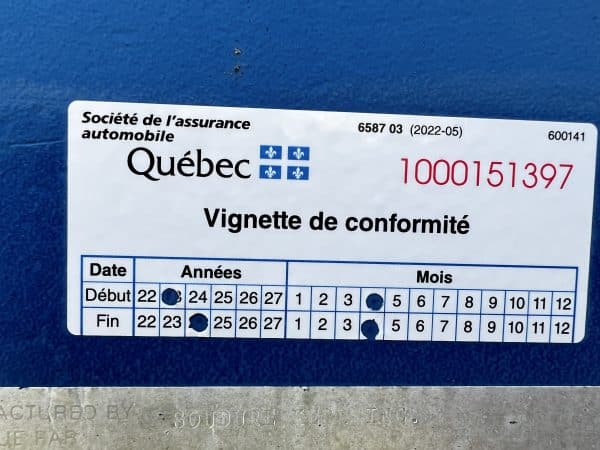 Société de l'assurance
automobile
6587 03 (2022-05)
600141
Québec
1000151397
Vignette de conformité
Date Années Mois
Début 22 24 25 26 27 1 2 3 5 6 7 8 9 10 11 12
Fin 22 23 25 26 27 1 2 3 5 6 7 8 9 10 11 12
ACTURED BY
INC.